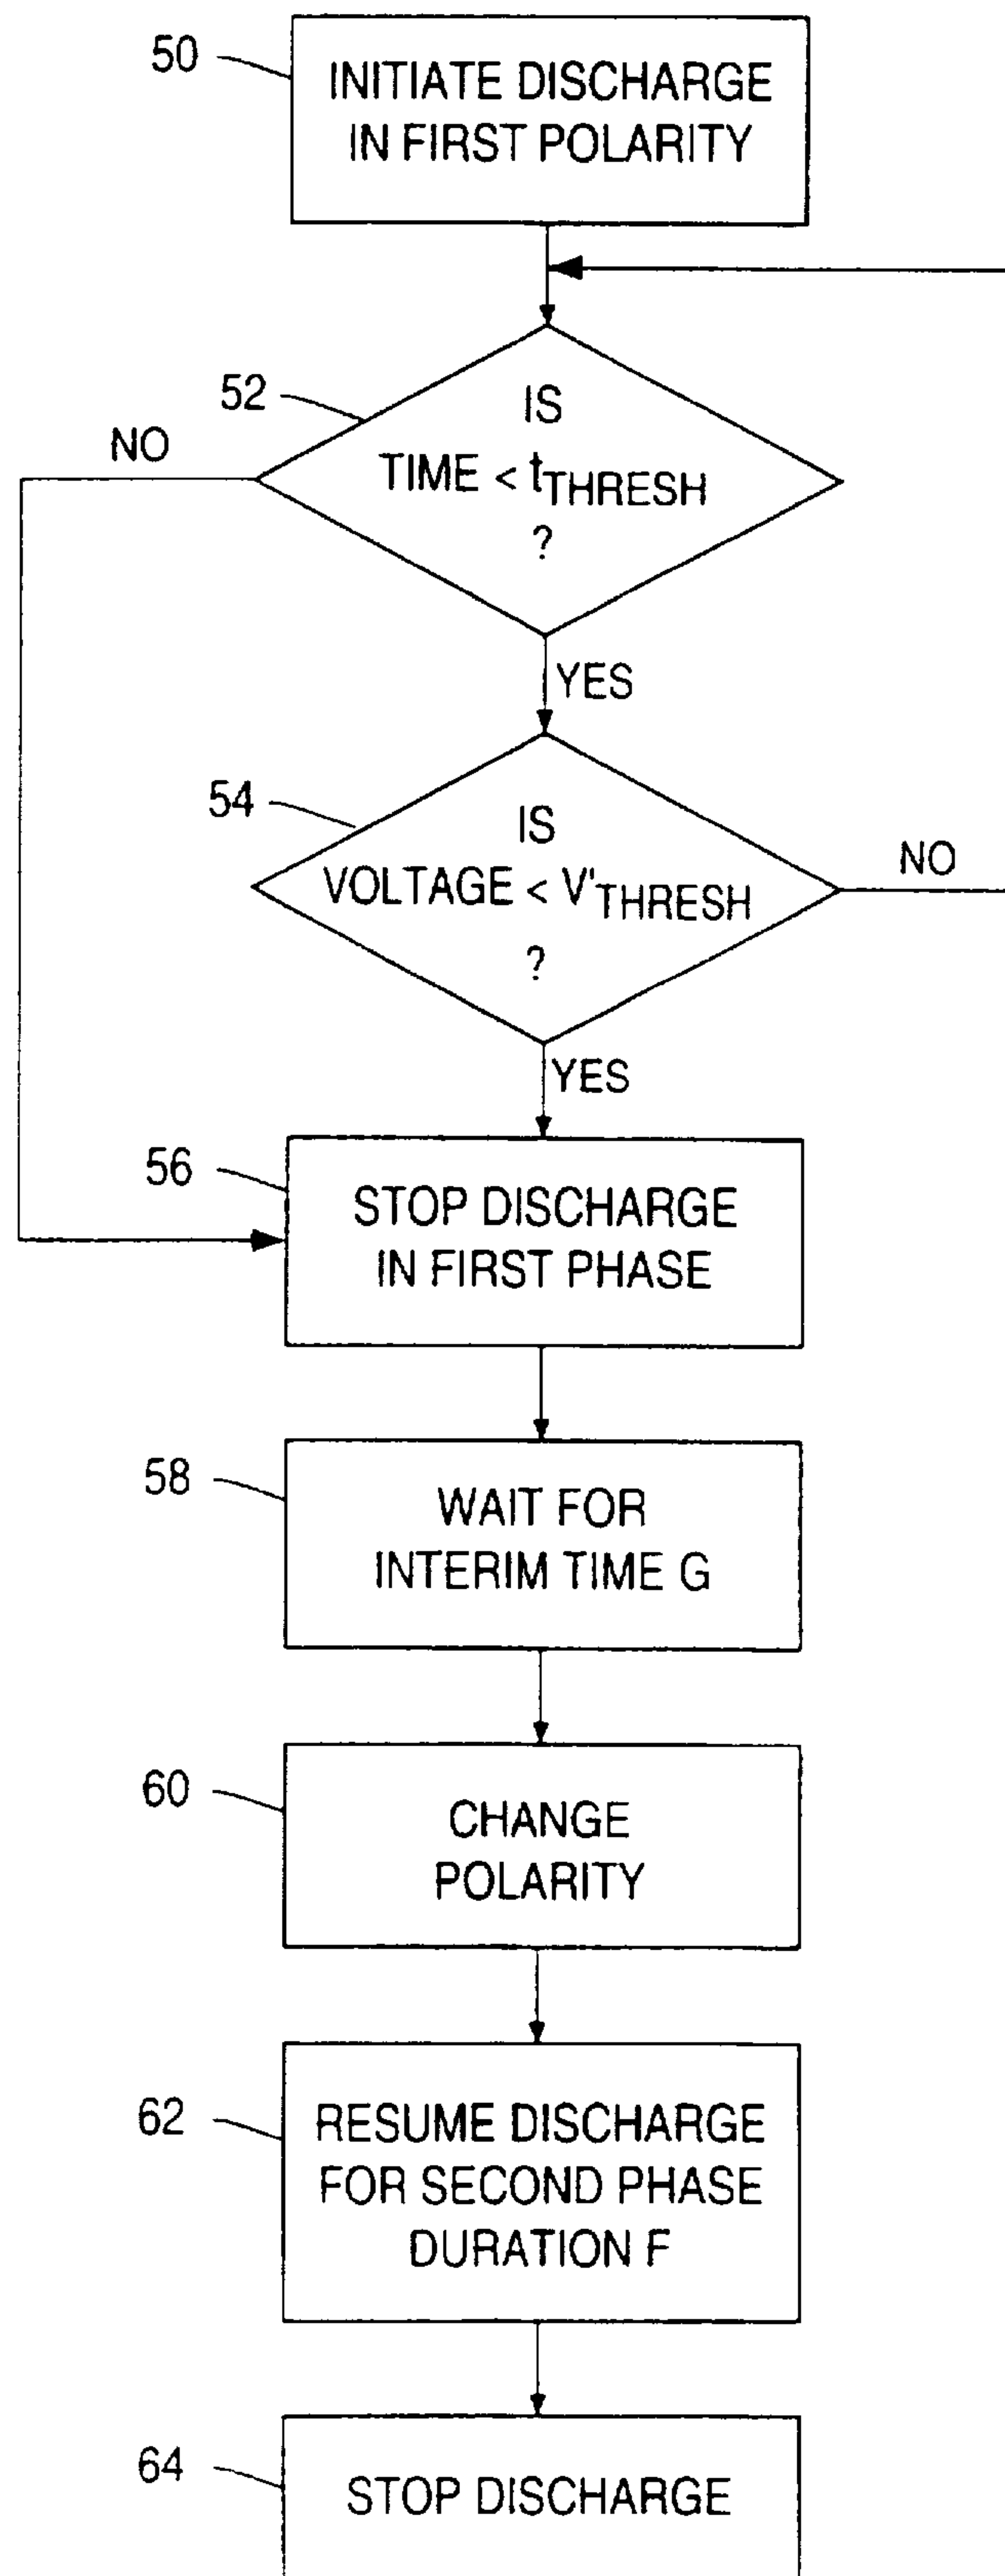 50
INITIATE DISCHARGE
IN FIRST POLARITY
52
IS
TIME < tTHRESH
?
NO
YES
54
IS
VOLTAGE < V'THRESH
?
NO
YES
56
STOP DISCHARGE
IN FIRST PHASE
58
WAIT FOR
INTERIM TIME G
60
CHANGE
POLARITY
62
RESUME DISCHARGE
FOR SECOND PHASE
DURATION F
64
STOP DISCHARGE